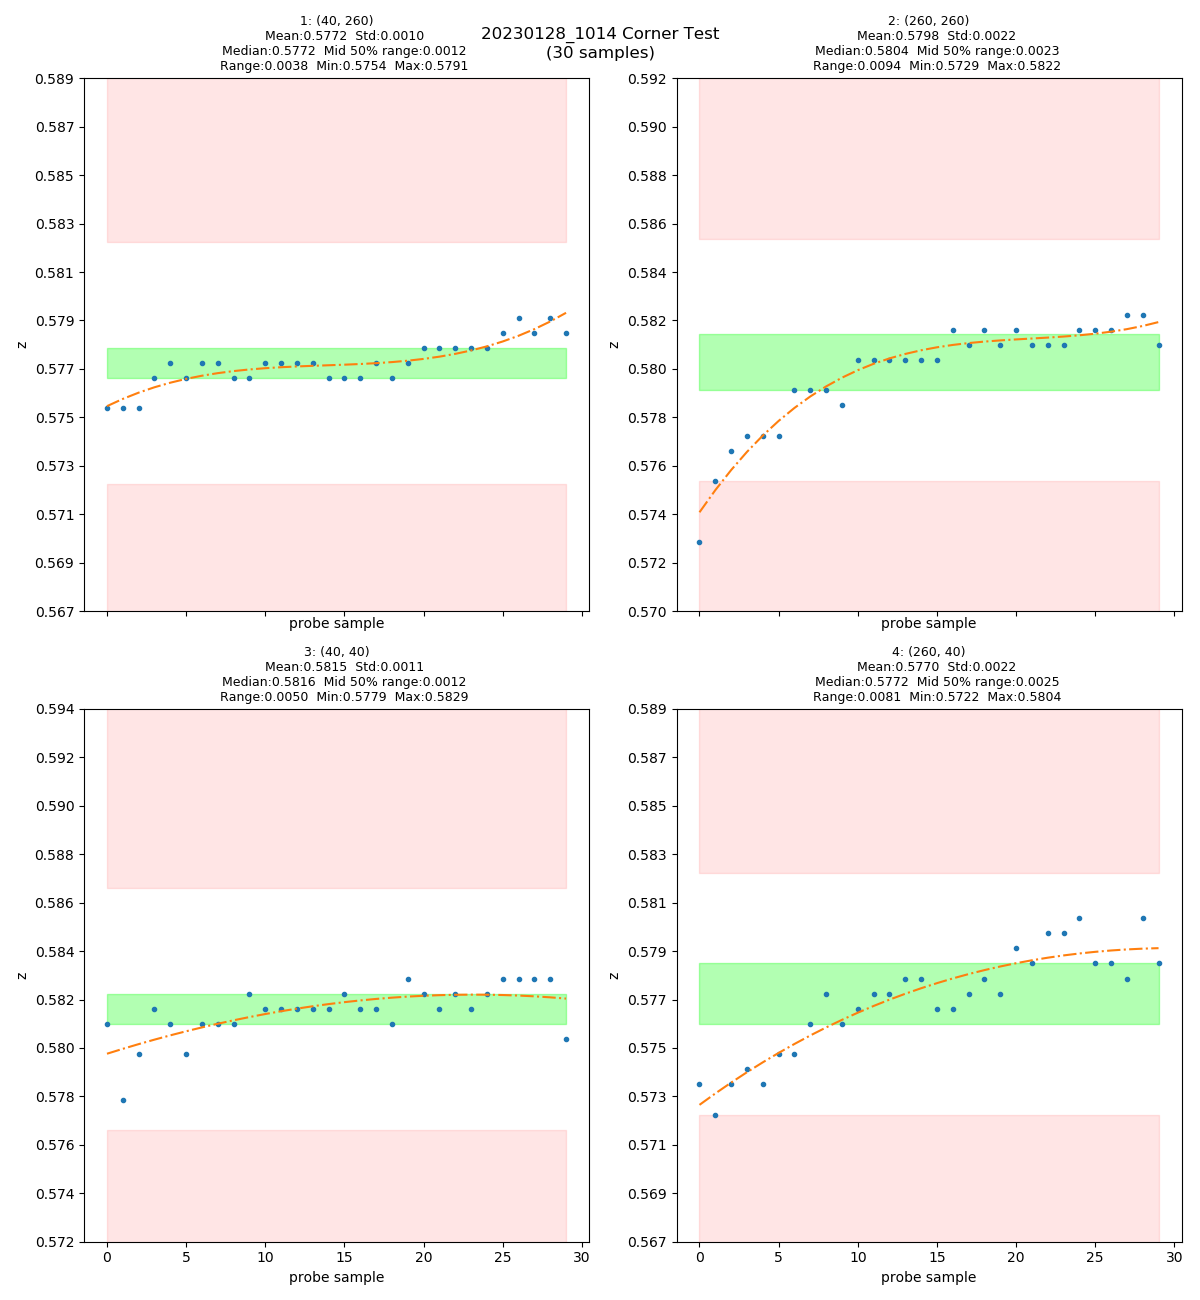 20230128_1014 Corner Test
(30 samples)
1: (40, 260)
Mean:0.5772  Std:0.0010
Median:0.5772  Mid 50% range:0.0012
Range:0.0038  Min:0.5754  Max:0.5791
0.589
0.587
0.585
0.583
0.581
0.579
0.577
0.575
0.573
0.571
0.569
0.567
z
probe sample
2: (260, 260)
Mean:0.5798  Std:0.0022
Median:0.5804  Mid 50% range:0.0023
Range:0.0094  Min:0.5729  Max:0.5822
0.592
0.590
0.588
0.586
0.584
0.582
0.580
0.578
0.576
0.574
0.572
0.570
z
probe sample
3: (40, 40)
Mean:0.5815  Std:0.0011
Median:0.5816  Mid 50% range:0.0012
Range:0.0050  Min:0.5779  Max:0.5829
0.594
0.592
0.590
0.588
0.586
0.584
0.582
0.580
0.578
0.576
0.574
0.572
z
0 5 10 15 20 25 30
probe sample
4: (260, 40)
Mean:0.5770  Std:0.0022
Median:0.5772  Mid 50% range:0.0025
Range:0.0081  Min:0.5722  Max:0.5804
0.589
0.587
0.585
0.583
0.581
0.579
0.577
0.575
0.573
0.571
0.569
0.567
z
0 5 10 15 20 25 30
probe sample